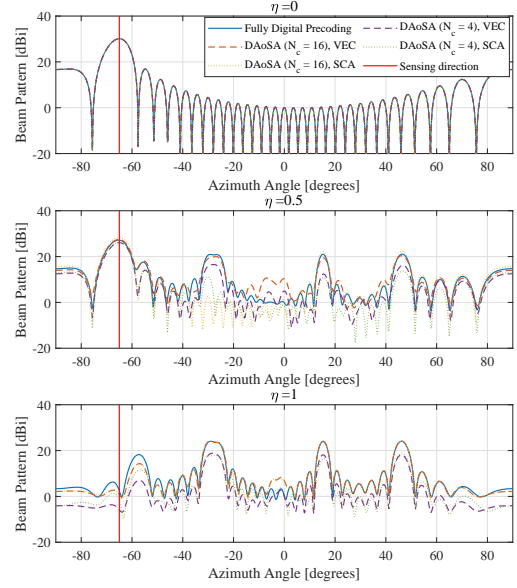 η=0
Fully Digital Precoding
DAoSA (N_c = 16), VEC
DAoSA (N_c = 16), SCA
DAoSA (N_c = 4), VEC
DAoSA (N_c = 4), SCA
Sensing direction
Beam Pattern [dBi]
40
20
0
20
-80 -60 -40 -20 0 20 40 60 80
Azimuth Angle [degrees]
η=0.5
Beam Pattern [dBi]
40
20
0
-20
-80 -60 -40 -20 0 20 40 60 80
Azimuth Angle [degrees]
η=1
Beam Pattern [dBi]
40
20
0
-20
-80 -60 -40 -20 0 20 40 60 80
Azimuth Angle [degrees]